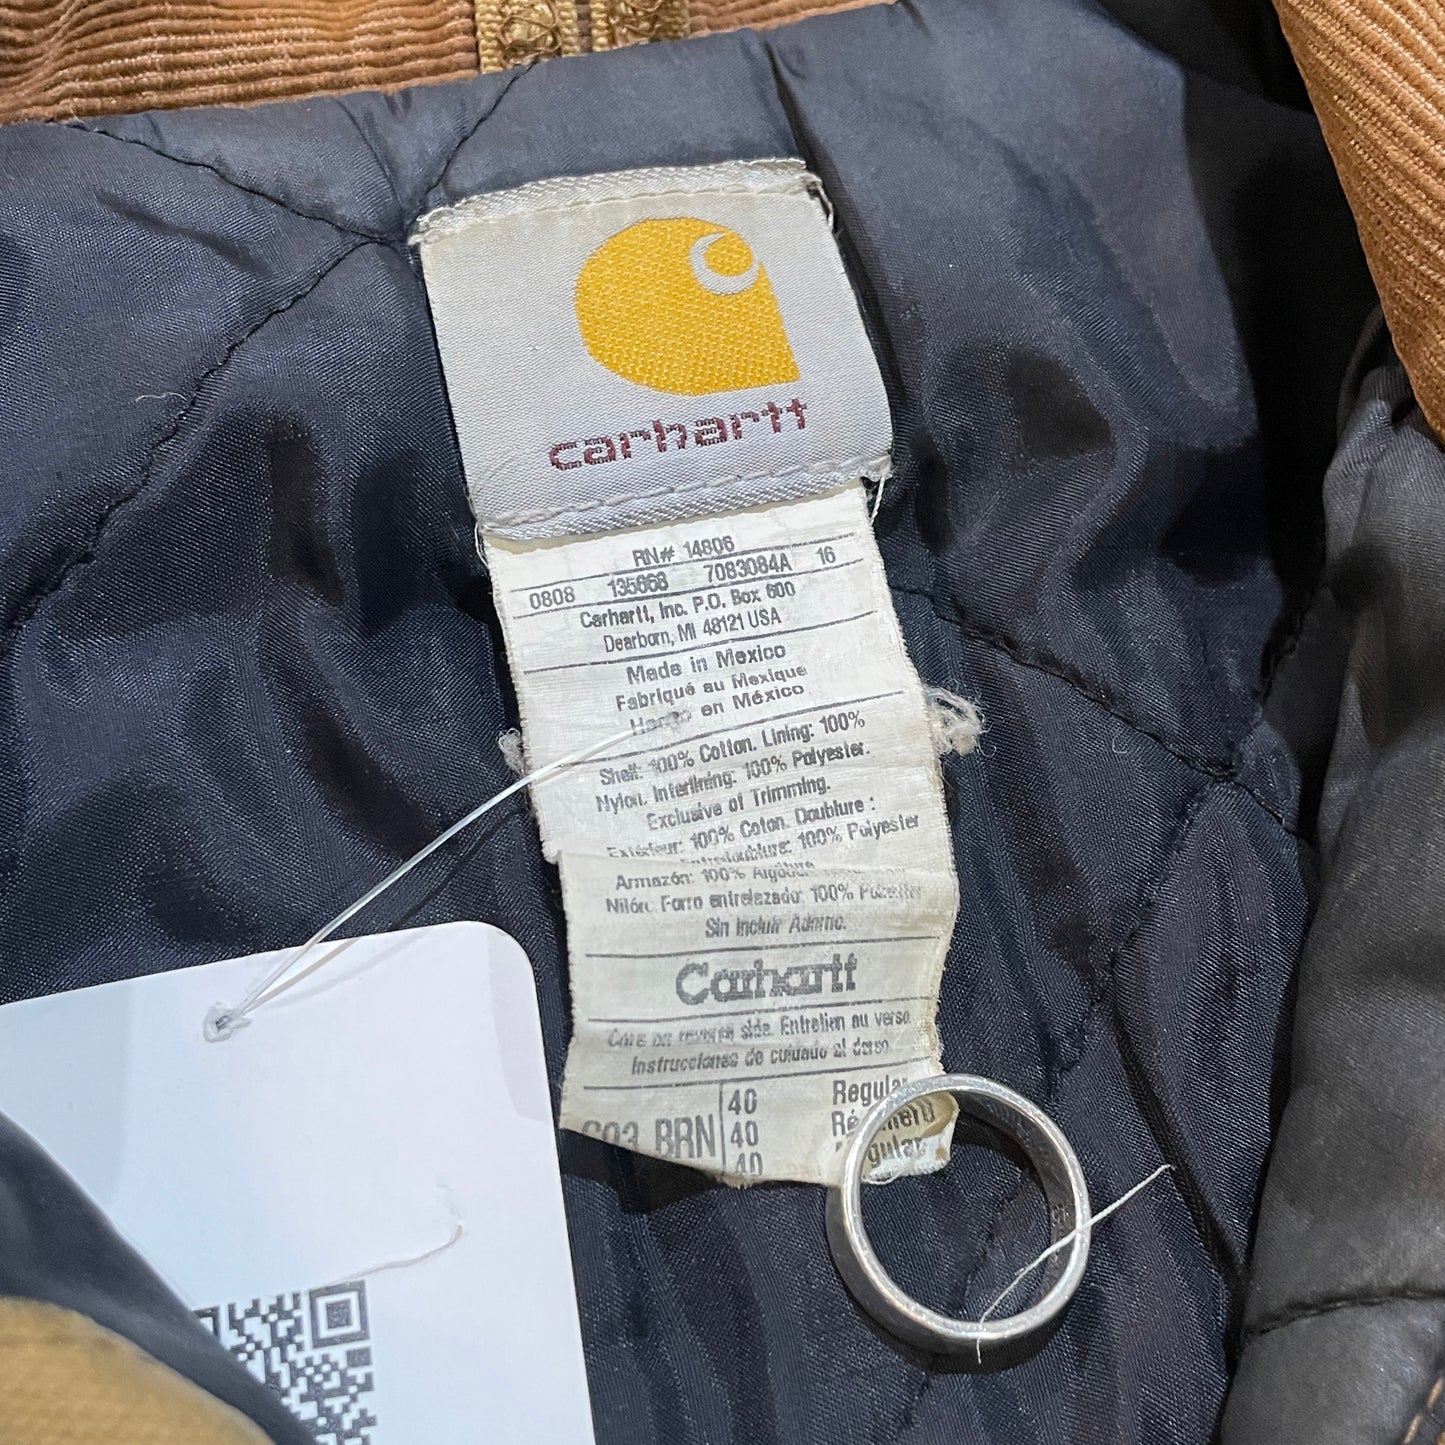 carhartt
RN# 14806
0808 135668 7083084A 16
Carhartt, Inc. P.O. Box 600
Dearborn, MI 48121 USA
Made in Mexico
Fabriqué au Mexique
Hecho en México
Shell: 100% Cotton. Lining: 100%
Nylon. Interlining: 100% Polyester.
Exclusive of Trimming.
Extérieur: 100% Coton. Doublure :
Entredoublure: 100% Polyester
Armazón: 100% Algodón.
Nilón. Forro entrelazado: 100% Poliéster
Sin Incluir Adorno.
Carhartt
Care on reverse side. Entretien au verso.
Instrucciones de cuidado al dorso.
BRN
40 Regular
40
40